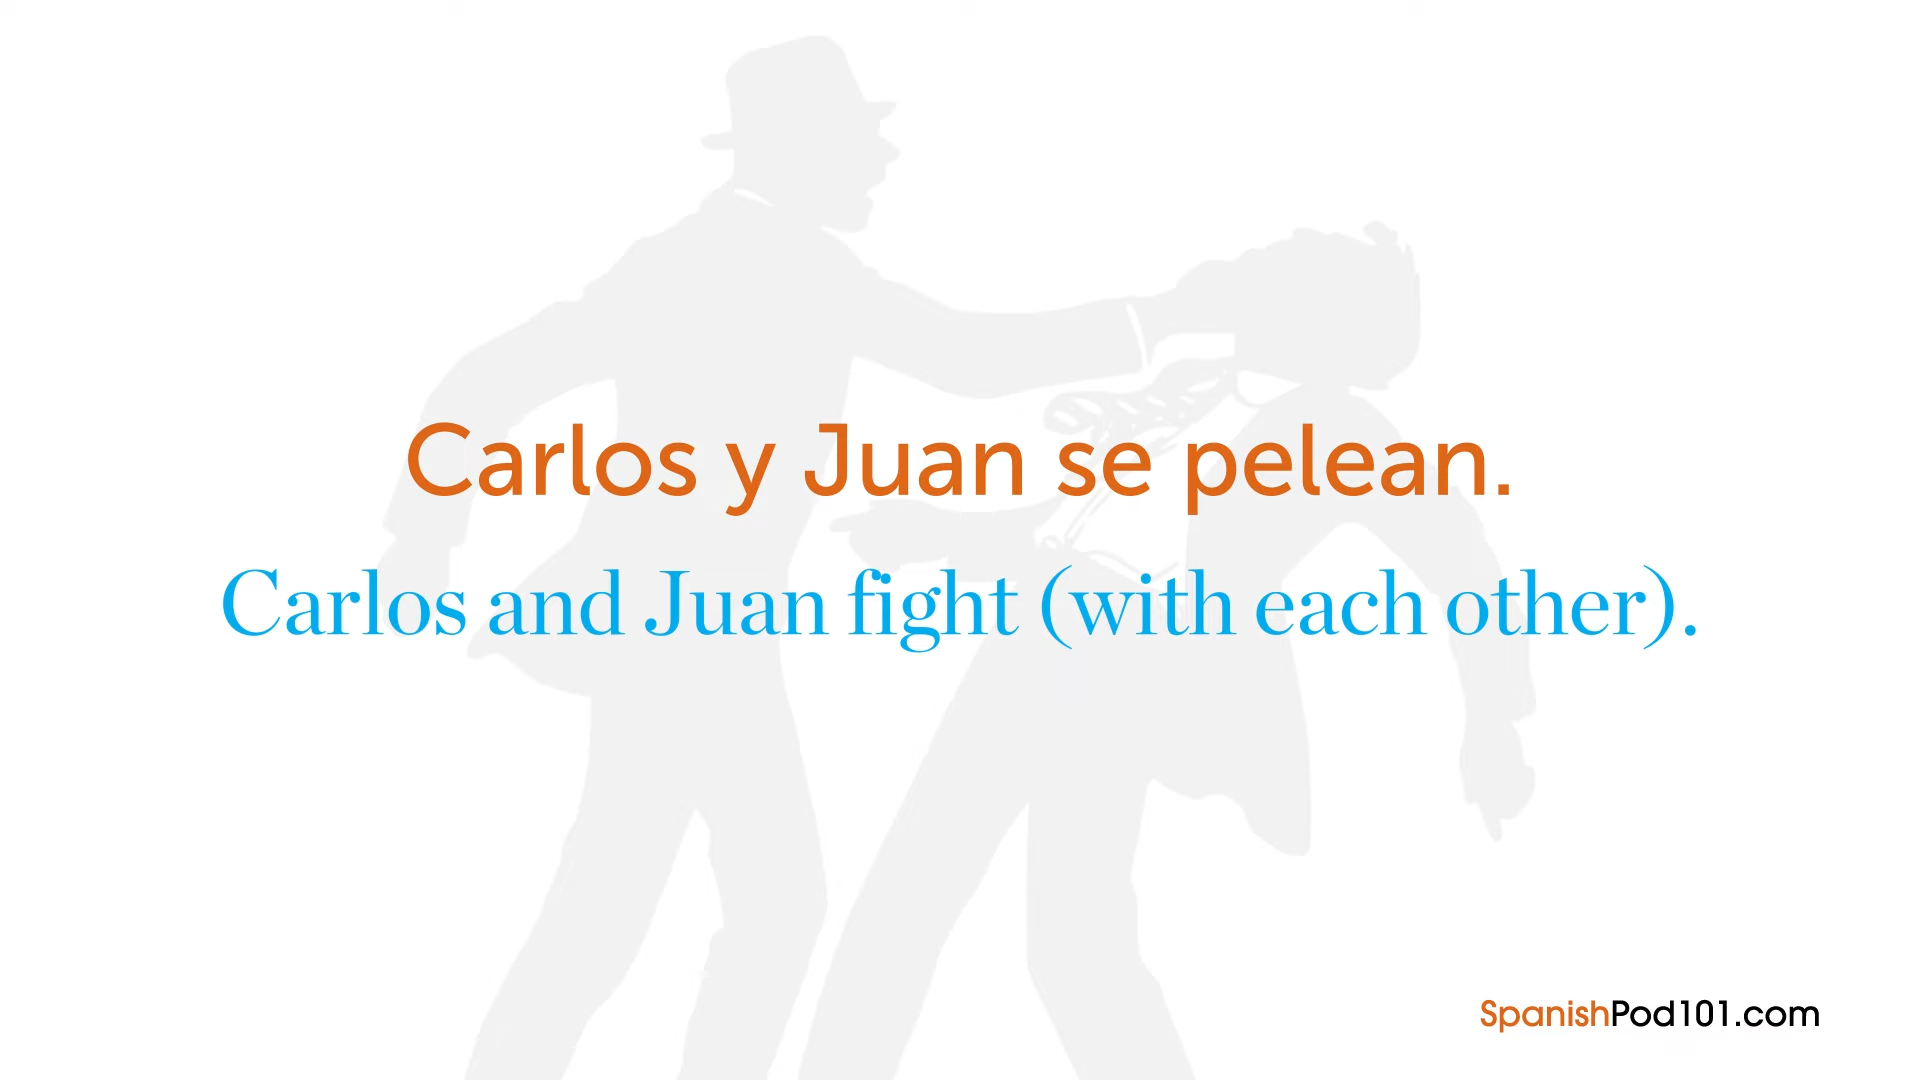 Carlos y Juan se pelean.
Carlos and Juan fight (with each other).
SpanishPod101.com